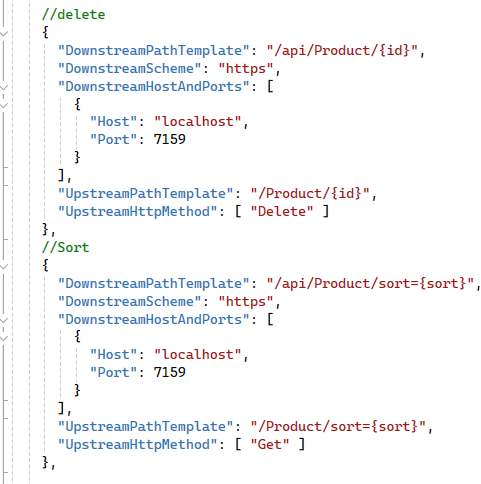 //delete
{
"DownstreamPathTemplate": "/api/Product/{id}",
"DownstreamScheme": "https",
"DownstreamHostAndPorts": [
{
"Host": "localhost",
"Port": 7159
}
],
"UpstreamPathTemplate": "/Product/{id}",
"UpstreamHttpMethod": [ "Delete" ]
},
//Sort
{
"DownstreamPathTemplate": "/api/Product/sort={sort}",
"DownstreamScheme": "https",
"DownstreamHostAndPorts": [
{
"Host": "localhost",
"Port": 7159
}
],
"UpstreamPathTemplate": "/Product/sort={sort}",
"UpstreamHttpMethod": [ "Get" ]
},